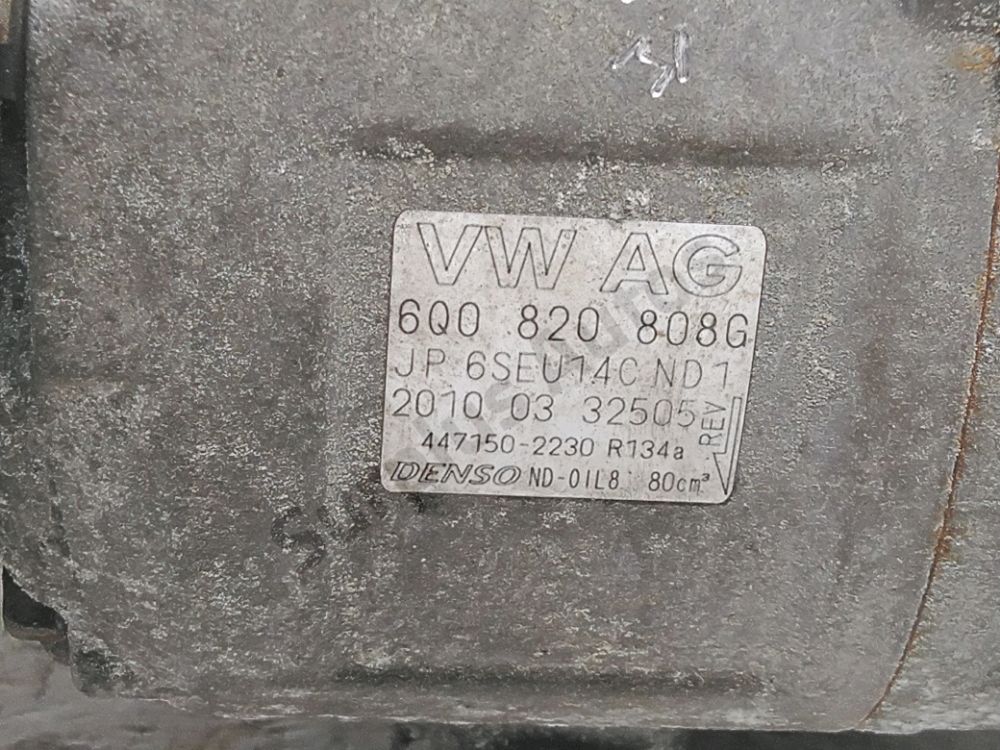 VW AG
6Q0 820 808G
JP 6SEU14C ND1
2010 03 32505
REV
447150-2230 R134a
DENSO ND-OIL8 80cm³